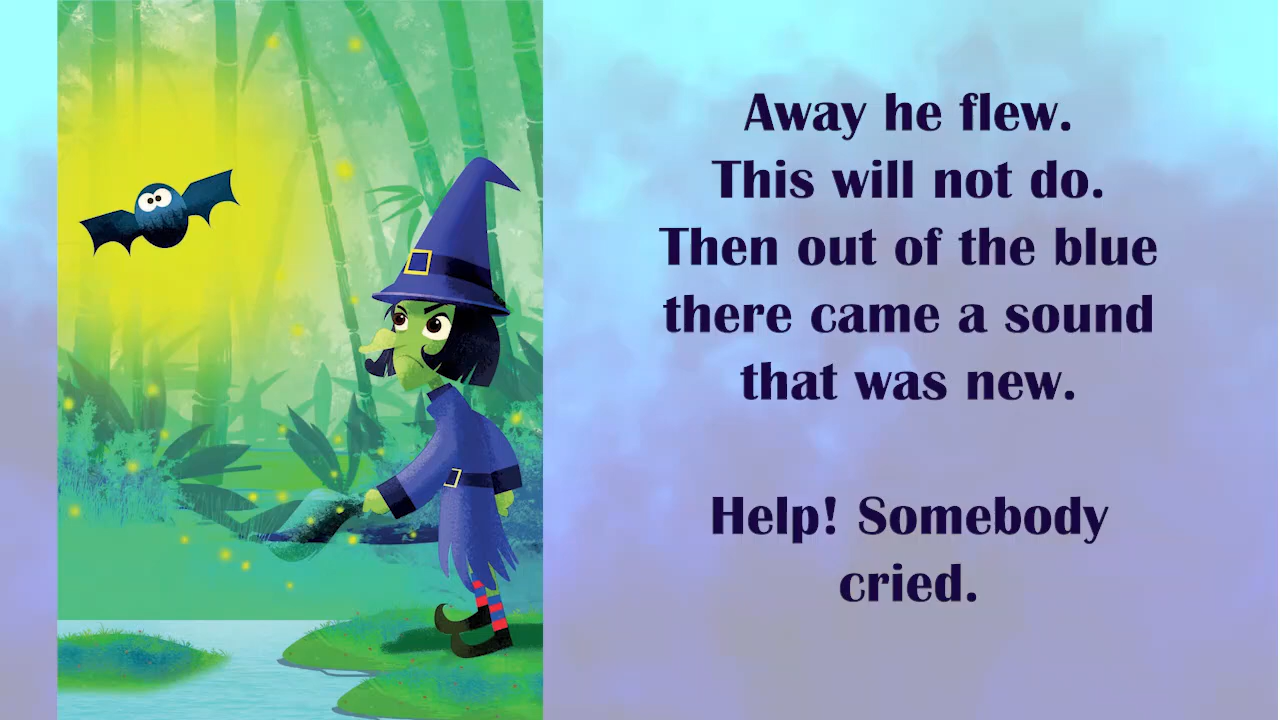 Away he flew.
This will not do.
Then out of the blue
there came a sound
that was new.
Help! Somebody
cried.